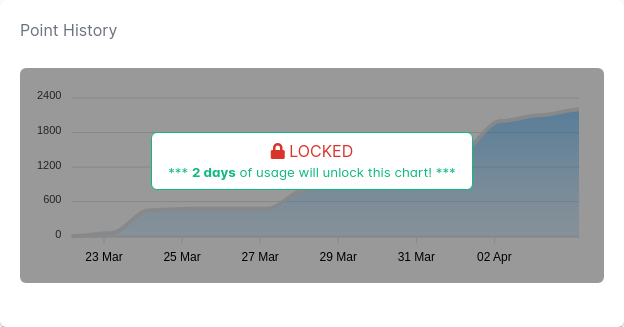 Point History
2400
1800
LOCKED
*** 2 days of usage will unlock this chart! ***
1200
600
0
23 Mar 25 Mar 27 Mar 29 Mar 31 Mar 02 Apr